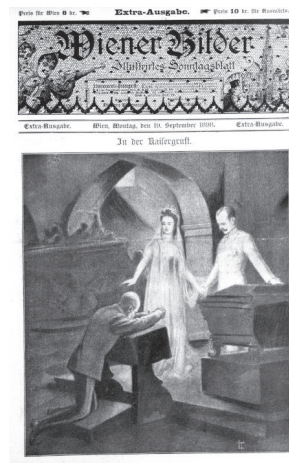 Preis für Wien 6 kr. Extra-Ausgabe. Preis 10 kr. für Auswärts.
Wiener Bilder
Illustrirtes Sonntagsblatt
Extra-Ausgabe. Wien, Montag, den 19. September 1898. Extra-Ausgabe.
In der Kaisergruft.